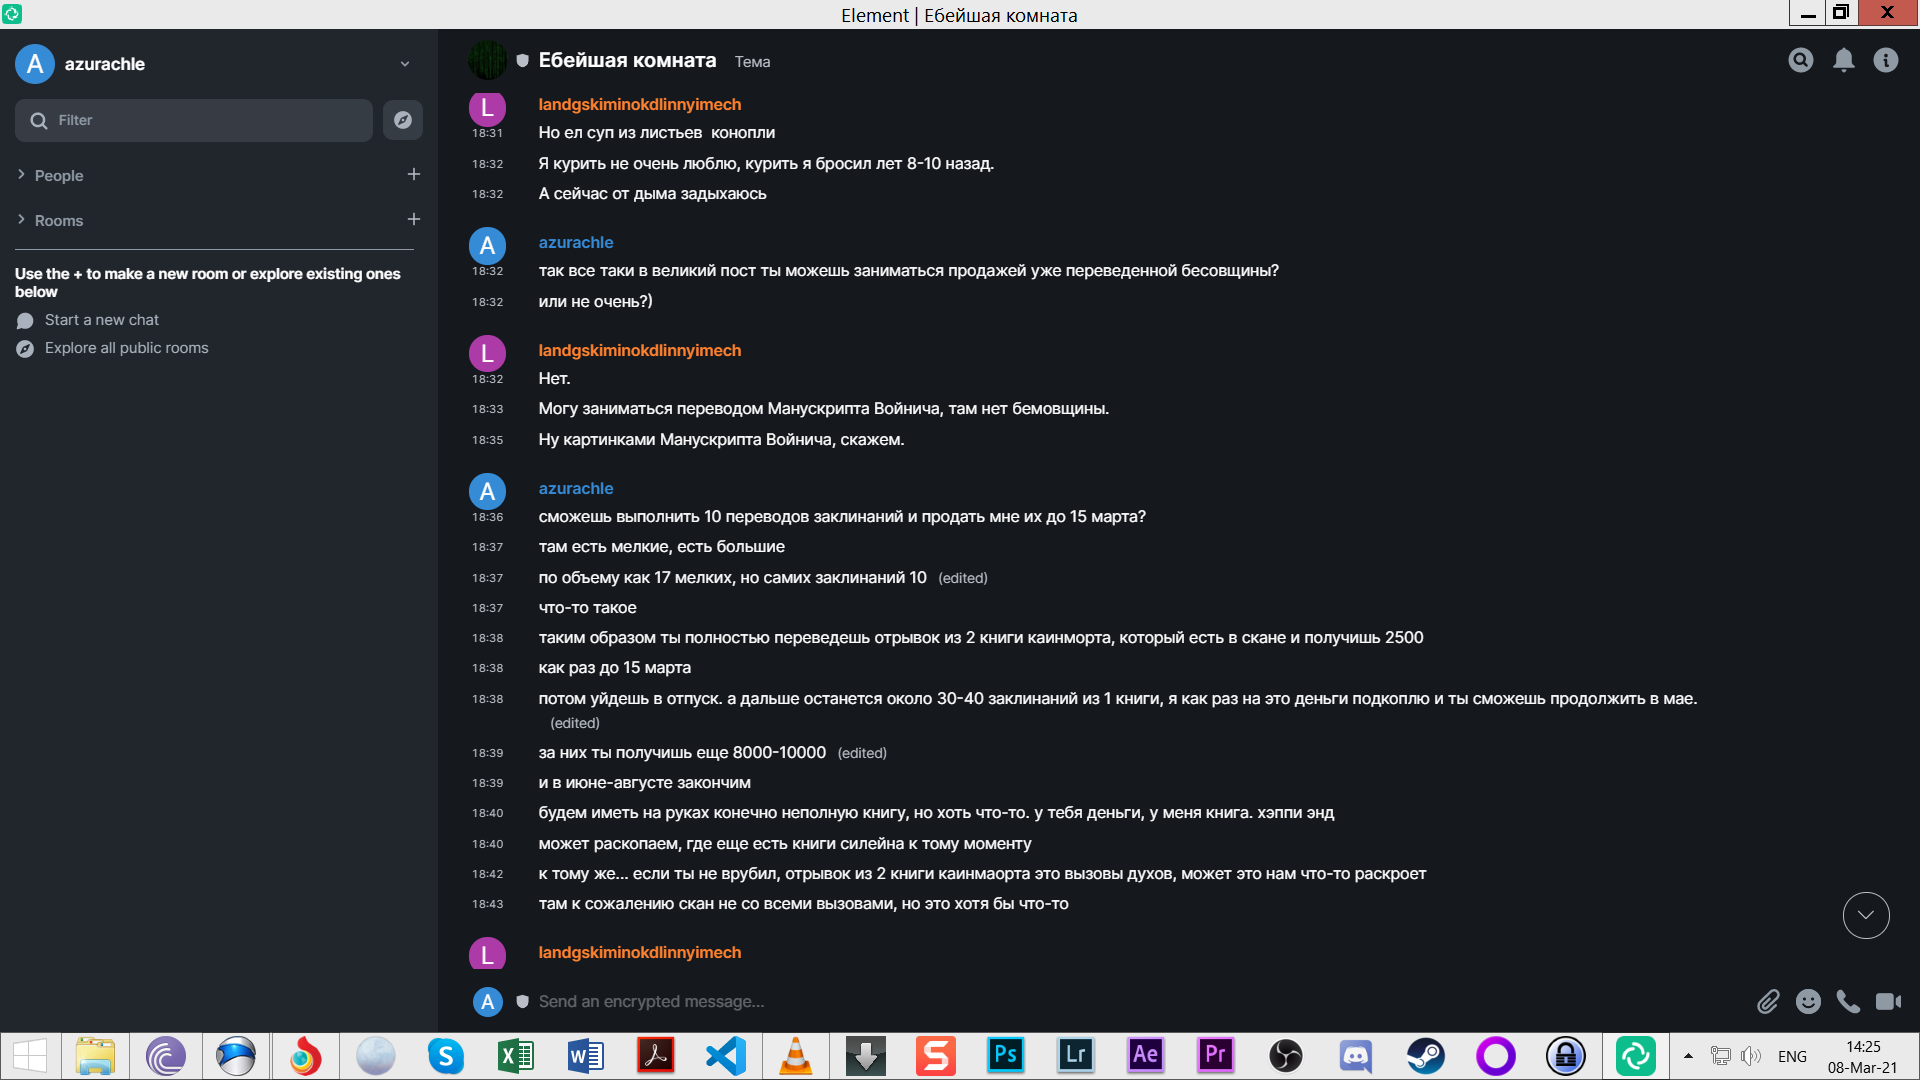 Element | Ебейшая комната
A azurachle
Filter
People
Rooms
Use the + to make a new room or explore existing ones
below
Start a new chat
Explore all public rooms
Ебейшая комната Тема
L landgskiminokdlinnyimech
18:31 Но ел суп из листьев  конопли
18:32 Я курить не очень люблю, курить я бросил лет 8-10 назад.
18:32 А сейчас от дыма задыхаюсь
A azurachle
18:32 так все таки в великий пост ты можешь заниматься продажей уже переведенной бесовщины?
18:32 или не очень?)
L landgskiminokdlinnyimech
18:32 Нет.
18:33 Могу заниматься переводом Манускрипта Войнича, там нет бемовщины.
18:35 Ну картинками Манускрипта Войнича, скажем.
A azurachle
18:36 сможешь выполнить 10 переводов заклинаний и продать мне их до 15 марта?
18:37 там есть мелкие, есть большие
18:37 по объему как 17 мелких, но самих заклинаний 10 (edited)
18:37 что-то такое
18:38 таким образом ты полностью переведешь отрывок из 2 книги каинморта, который есть в скане и получишь 2500
18:38 как раз до 15 марта
18:38 потом уйдешь в отпуск. а дальше останется около 30-40 заклинаний из 1 книги, я как раз на это деньги подкоплю и ты сможешь продолжить в мае.
(edited)
18:39 за них ты получишь еще 8000-10000 (edited)
18:39 и в июне-августе закончим
18:40 будем иметь на руках конечно неполную книгу, но хоть что-то. у тебя деньги, у меня книга. хэппи энд
18:40 может раскопаем, где еще есть книги силейна к тому моменту
18:42 к тому же... если ты не врубил, отрывок из 2 книги каинмаорта это вызовы духов, может это нам что-то раскроет
18:43 там к сожалению скан не со всеми вызовами, но это хотя бы что-то
L landgskiminokdlinnyimech
A Send an encrypted message...
S X W S Ps Lr Ae Pr ENG 14:25
08-Mar-21